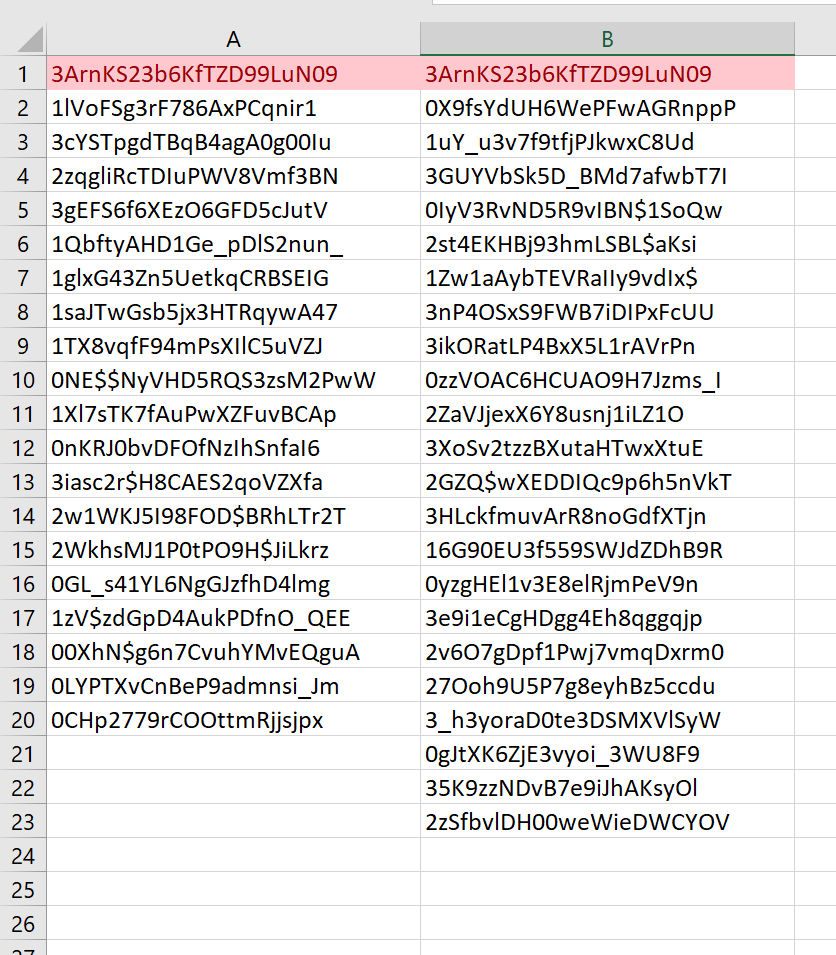 A B
1 3ArnKS23b6KfTZD99LuN09 3ArnKS23b6KfTZD99LuN09
2 1lVoFSg3rF786AxPCqnir1 0X9fsYdUH6WePFwAGRnppP
3 3cYSTpgdTBqB4agA0g00Iu 1uY_u3v7f9tfjPJkwxC8Ud
4 2zqgliRcTDIuPWV8Vmf3BN 3GUYVbSk5D_BMd7afwbT7I
5 3gEFS6f6XEzO6GFD5cJutV 0IyV3RvND5R9vIBN$1SoQw
6 1QbftyAHD1Ge_pDlS2nun_ 2st4EKHBj93hmLSBL$aKsi
7 1glxG43Zn5UetkqCRBSEIG 1Zw1aAybTEVRaIIy9vdIx$
8 1saJTwGsb5jx3HTRqywA47 3nP4OSxS9FWB7iDIPxFcUU
9 1TX8vqfF94mPsXIlC5uVZJ 3ikORatLP4BxX5L1rAVrPn
10 0NE$$NyVHD5RQS3zsM2PwW 0zzVOAC6HCUAO9H7Jzms_I
11 1Xl7sTK7fAuPwXZFuvBCAp 2ZaVJjexX6Y8usnj1iLZ1O
12 0nKRJ0bvDFOfNzIhSnfaI6 3XoSv2tzzBXutaHTwxXtuE
13 3iasc2r$H8CAES2qoVZXfa 2GZQ$wXEDDIQc9p6h5nVkT
14 2w1WKJ5I98FOD$BRhLTr2T 3HLckfmuvArR8noGdfXTjn
15 2WkhsMJ1P0tPO9H$JiLkrz 16G90EU3f559SWJdZDhB9R
16 0GL_s41YL6NgGJzfhD4lmg 0yzgHEl1v3E8elRjmPeV9n
17 1zV$zdGpD4AukPDfnO_QEE 3e9i1eCgHDgg4Eh8qggqjp
18 00XhN$g6n7CvuhYMvEQguA 2v6O7gDpf1Pwj7vmqDxrm0
19 0LYPTXvCnBeP9admnsi_Jm 27Ooh9U5P7g8eyhBz5ccdu
20 0CHp2779rCOOttmRjjsjpx 3_h3yoraD0te3DSMXVlSyW
21 0gJtXK6ZjE3vyoi_3WU8F9
22 35K9zzNDvB7e9iJhAKsyOl
23 2zSfbvlDH00weWieDWCYOV
24
25
26
27